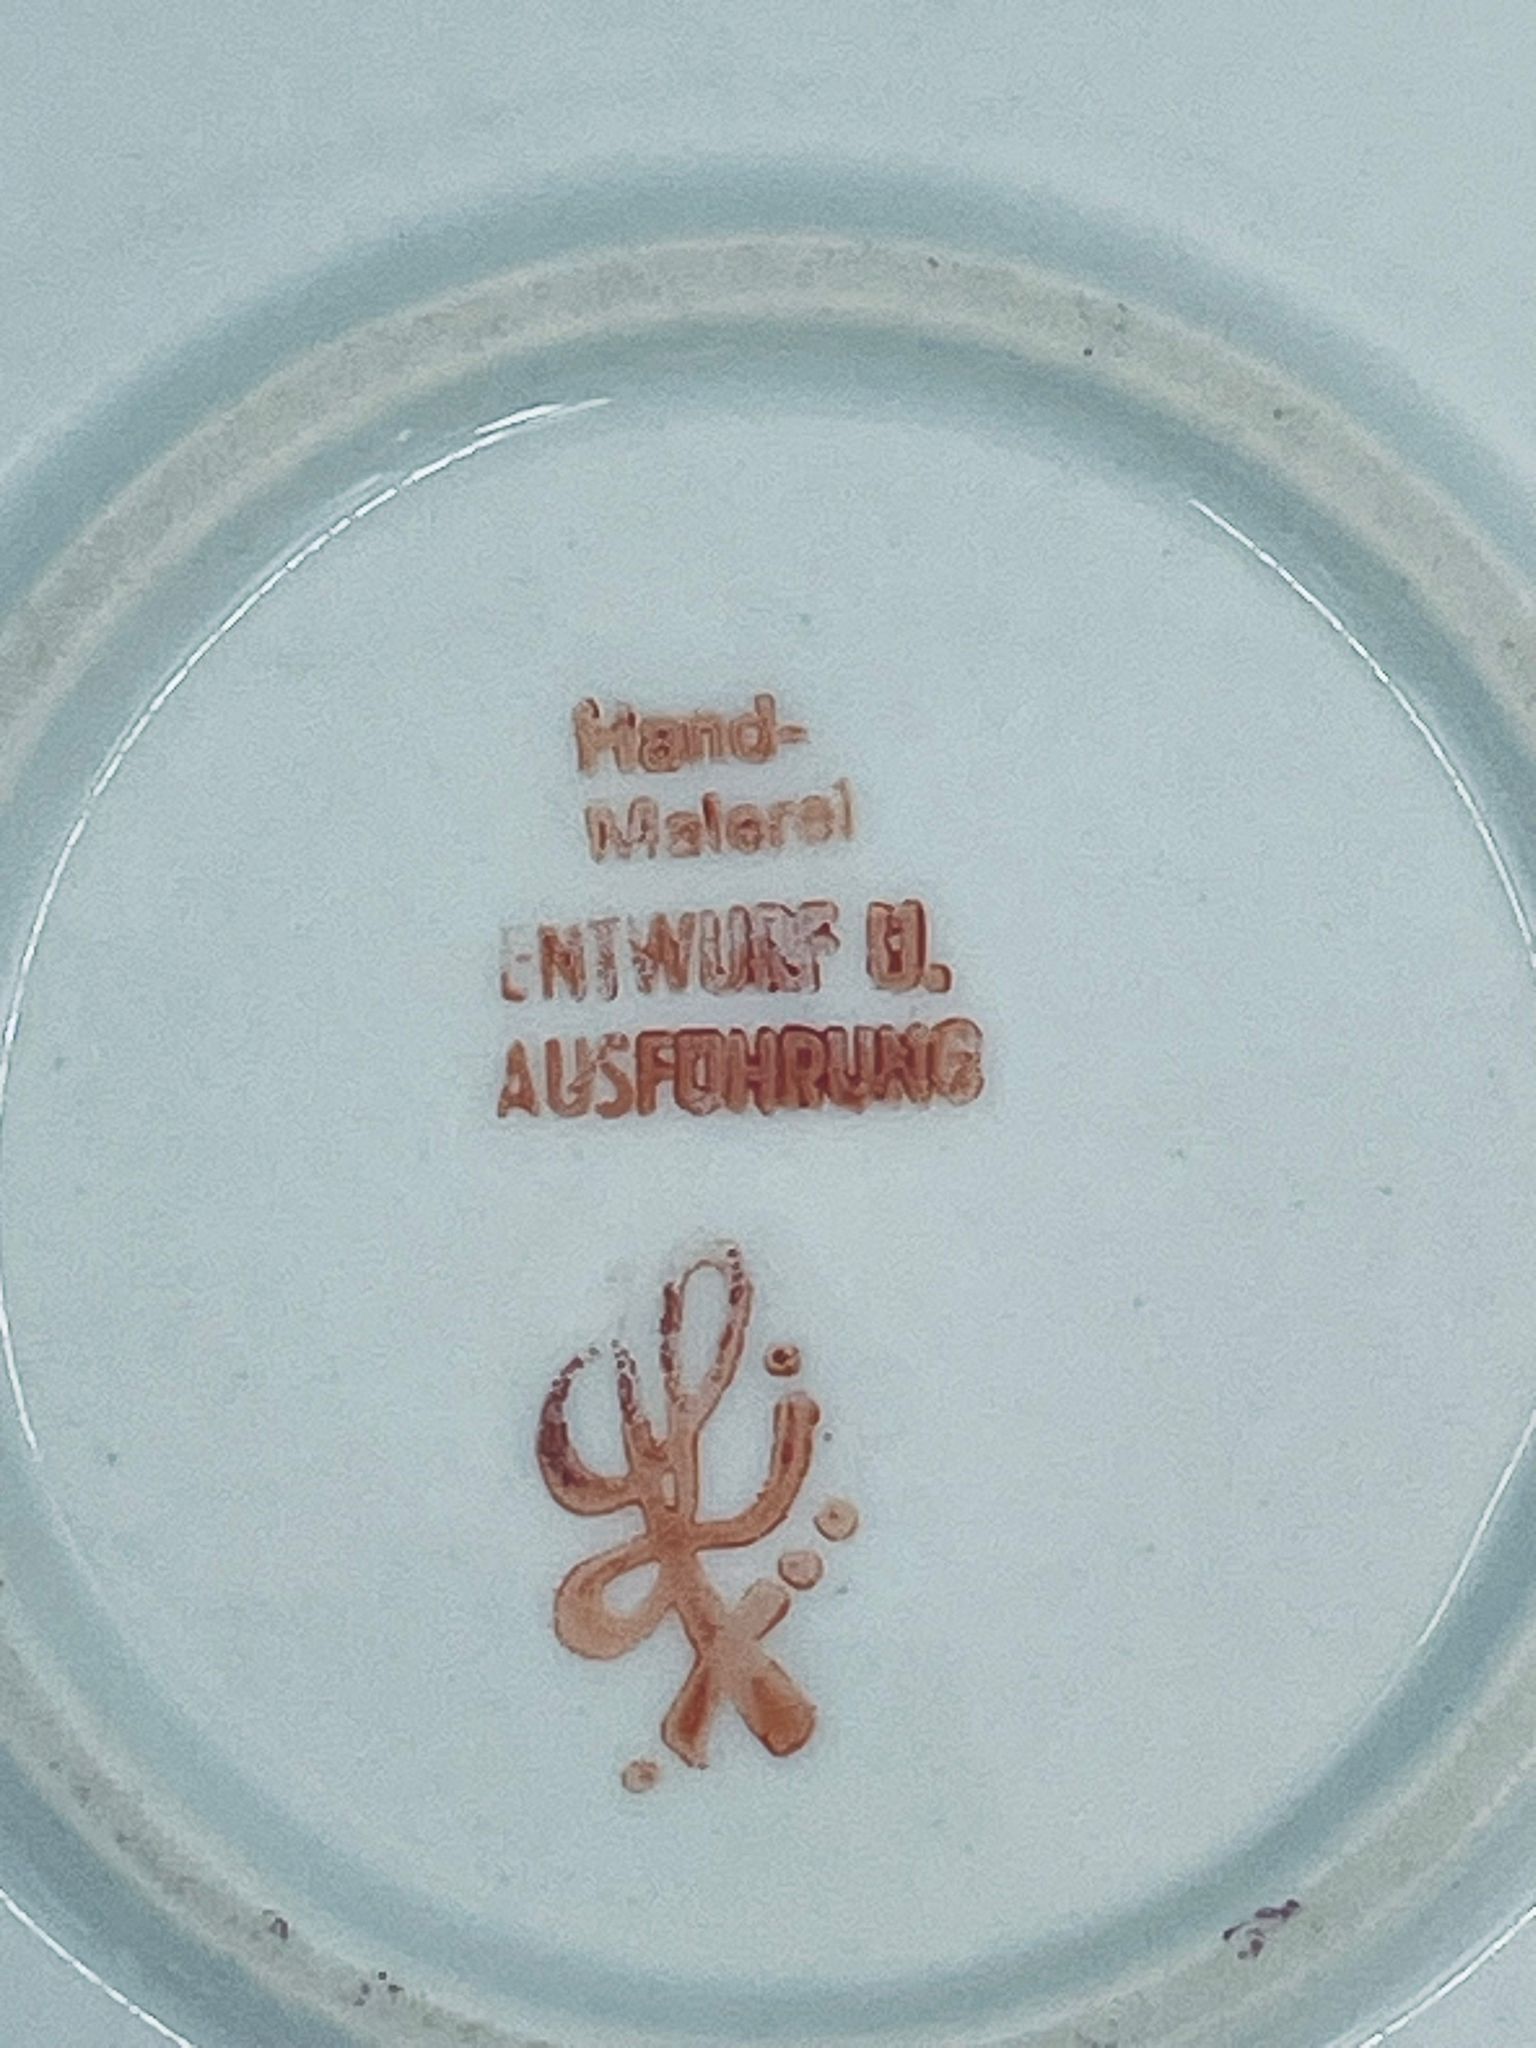 Hand-
Malerei
ENTWURF U.
AUSFÜHRUNG